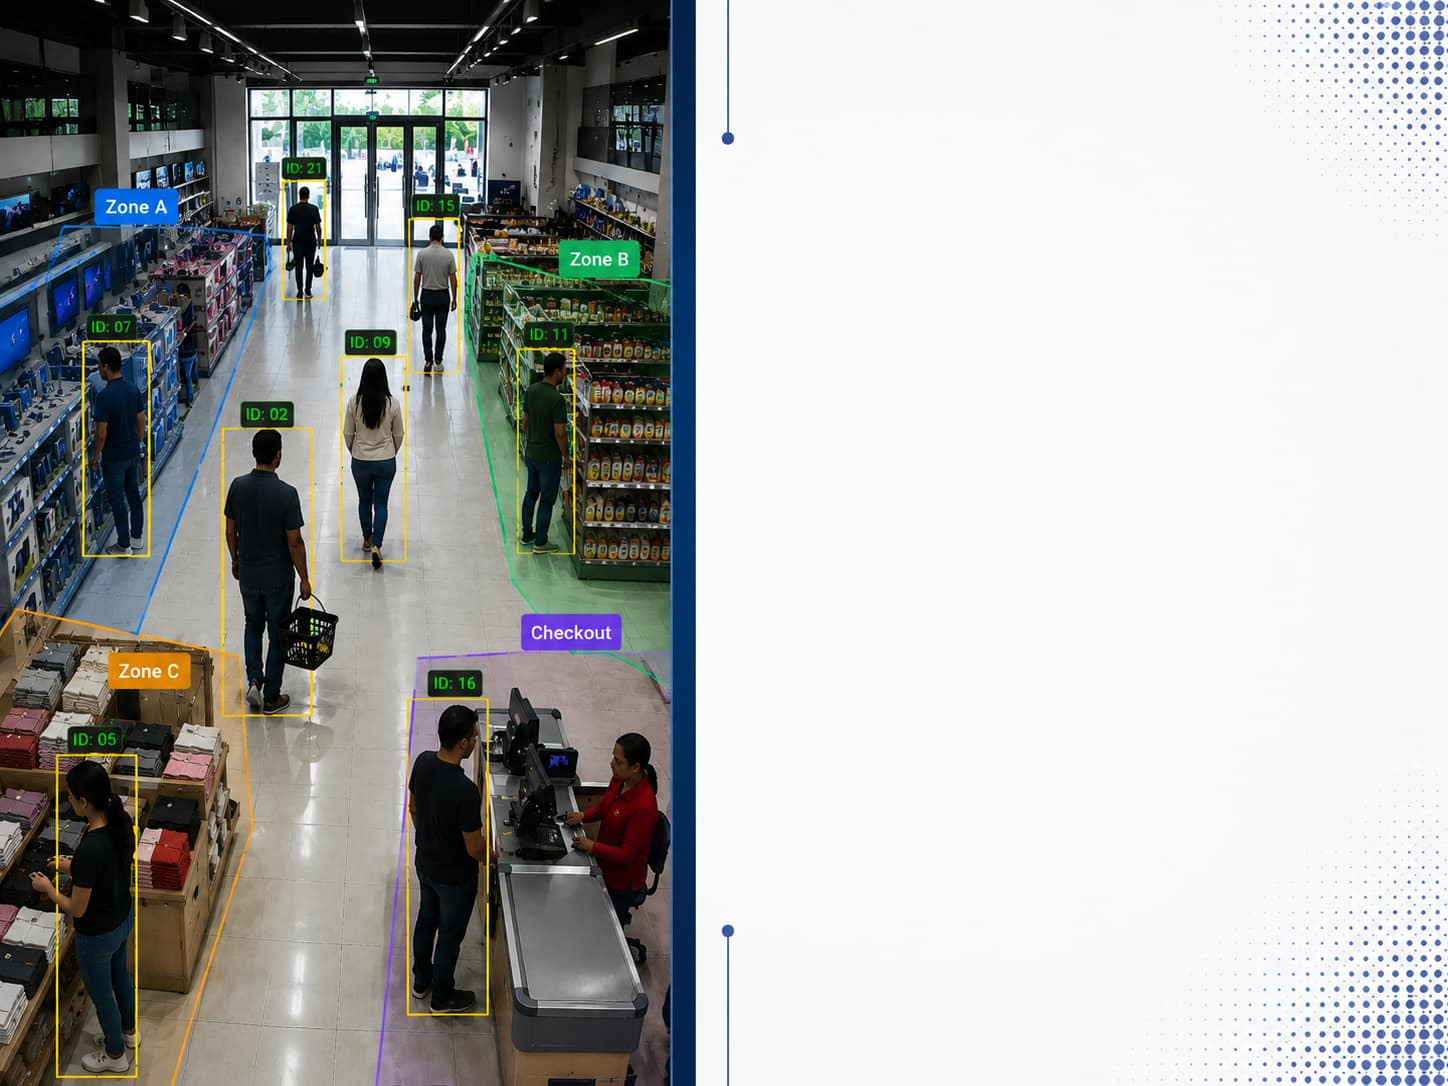 ID: 21
Zone A
ID: 15
Zone B
ID: 07
ID: 11
ID: 09
ID: 02
Checkout
Zone C
ID: 16
ID: 05